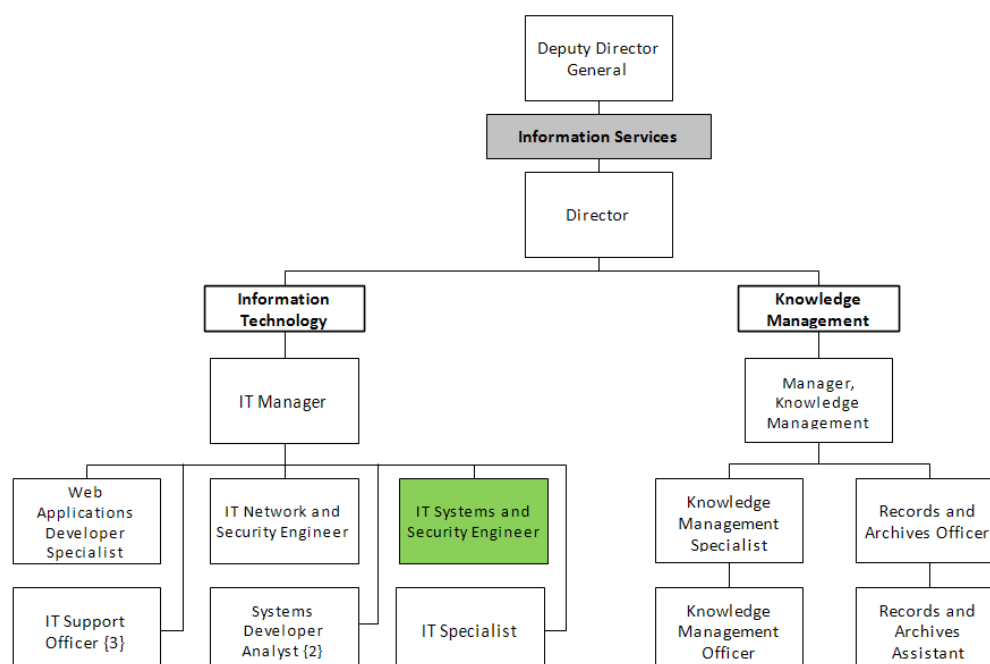 Deputy Director
General
Information Services
Director
Information
Technology
Knowledge
Management
IT Manager
Manager,
Knowledge
Management
Web
Applications
Developer
Specialist
IT Network and
Security Engineer
IT Systems and
Security Engineer
Knowledge
Management
Specialist
Records and
Archives Officer
IT Support
Officer {3}
Systems
Developer
Analyst {2}
IT Specialist
Knowledge
Management
Officer
Records and
Archives
Assistant